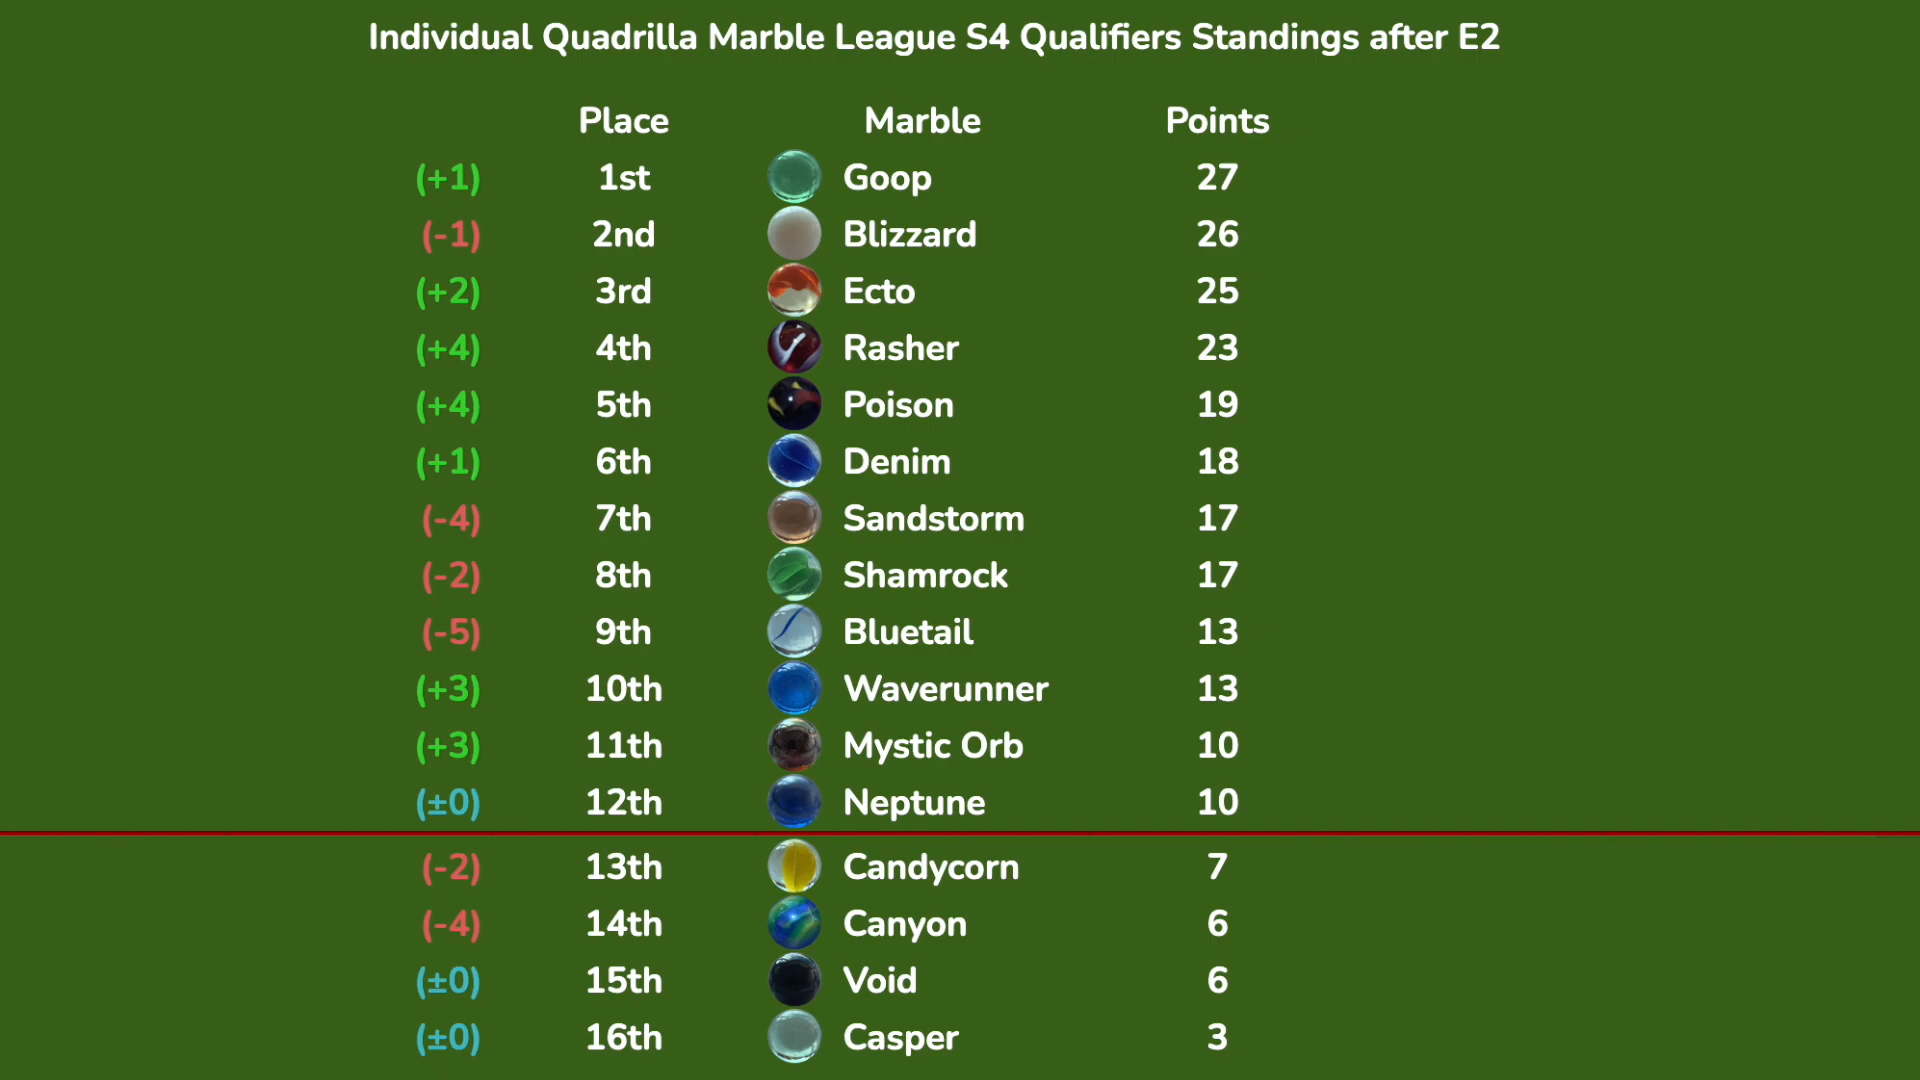 Individual Quadrilla Marble League S4 Qualifiers Standings after E2
Place Marble Points
(+1) 1st Goop 27
(-1) 2nd Blizzard 26
(+2) 3rd Ecto 25
(+4) 4th Rasher 23
(+4) 5th Poison 19
(+1) 6th Denim 18
(-4) 7th Sandstorm 17
(-2) 8th Shamrock 17
(-5) 9th Bluetail 13
(+3) 10th Waverunner 13
(+3) 11th Mystic Orb 10
(±0) 12th Neptune 10
(-2) 13th Candycorn 7
(-4) 14th Canyon 6
(±0) 15th Void 6
(±0) 16th Casper 3